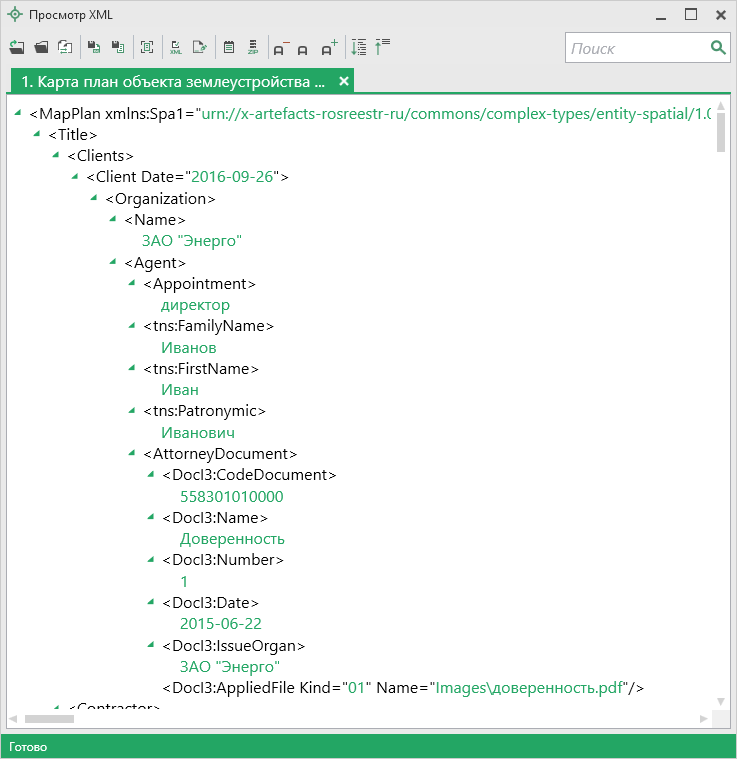 Просмотр XML
XML
ZIP
Поиск
1. Карта план объекта землеустройства ...
<MapPlan xmlns:Spa1="urn://x-artefacts-rosreestr-ru/commons/complex-types/entity-spatial/1.0
<Title>
<Clients>
<Client Date="2016-09-26">
<Organization>
<Name>
ЗАО "Энерго"
<Agent>
<Appointment>
директор
<tns:FamilyName>
Иванов
<tns:FirstName>
Иван
<tns:Patronymic>
Иванович
<AttorneyDocument>
<DocI3:CodeDocument>
558301010000
<DocI3:Name>
Доверенность
<DocI3:Number>
1
<DocI3:Date>
2015-06-22
<DocI3:IssueOrgan>
ЗАО "Энерго"
<DocI3:AppliedFile Kind="01" Name="Images\доверенность.pdf"/>
<Contractor>
Готово